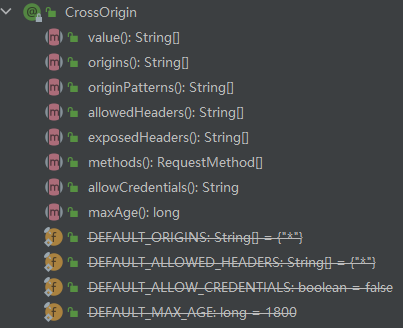 CrossOrigin
value(): String[]
origins(): String[]
originPatterns(): String[]
allowedHeaders(): String[]
exposedHeaders(): String[]
methods(): RequestMethod[]
allowCredentials(): String
maxAge(): long
DEFAULT_ORIGINS: String[] = {"*"}
DEFAULT_ALLOWED_HEADERS: String[] = {"*"}
DEFAULT_ALLOW_CREDENTIALS: boolean = false
DEFAULT_MAX_AGE: long = 1800